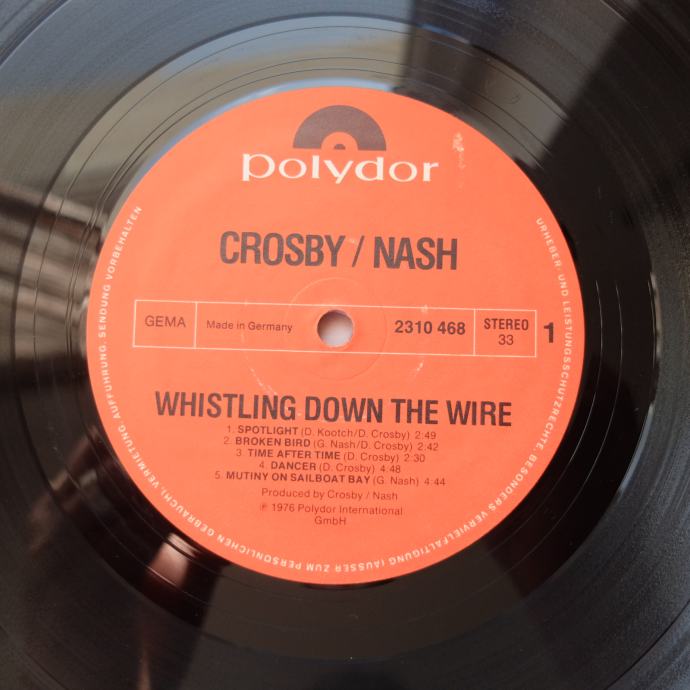 polydor
CROSBY / NASH
GEMA
Made in Germany
2310 468
STEREO
33
1
WHISTLING DOWN THE WIRE
1. SPOTLIGHT (D. Kootch/D. Crosby) 2:49
2. BROKEN BIRD (G. Nash/D. Crosby) 2:42
3 TIME AFTER TIME (D. Crosby) 2:30
4. DANCER (D. Crosby) 4:48
5. MUTINY ON SAILBOAT BAY (G. Nash) 4:44
Produced by Crosby / Nash
℗ 1976 Polydor International
GmbH
URHEBER- UND LEISTUNGSSCHUTZRECHTE, BESONDERS VERVIELFÄLTIGUNG (AUSSER ZUM PERSÖNLICHEN GEBRAUCH), VERMIETUNG, AUFFÜHRUNG, SENDUNG VORBEHALTEN